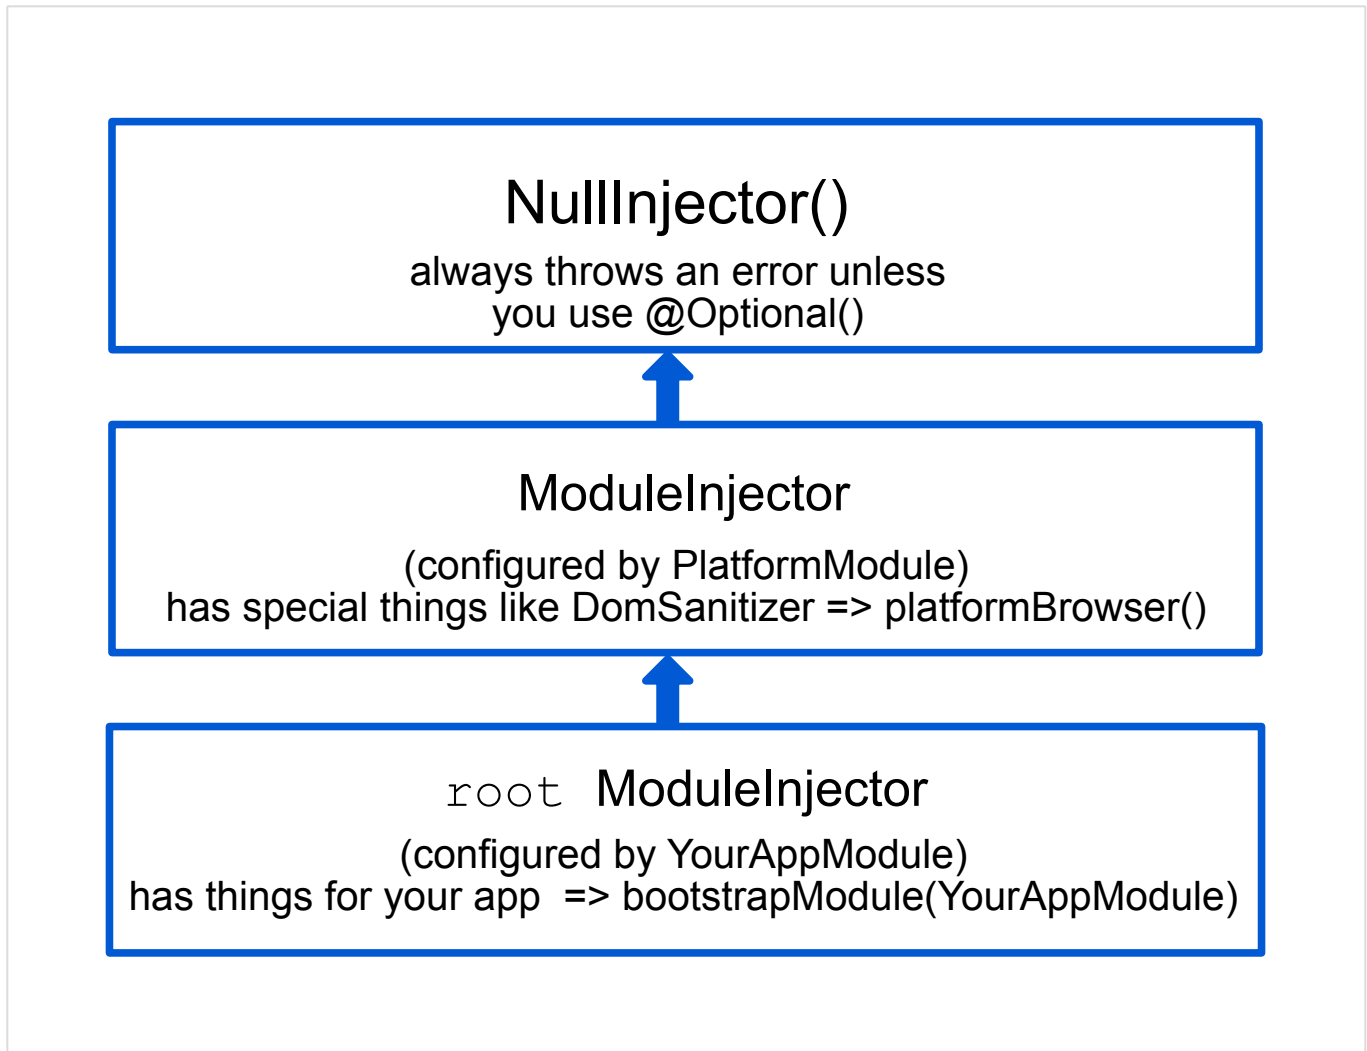 NullInjector()
always throws an error unless
you use @Optional()
ModuleInjector
(configured by PlatformModule)
has special things like DomSanitizer => platformBrowser()
root ModuleInjector
(configured by YourAppModule)
has things for your app => bootstrapModule(YourAppModule)